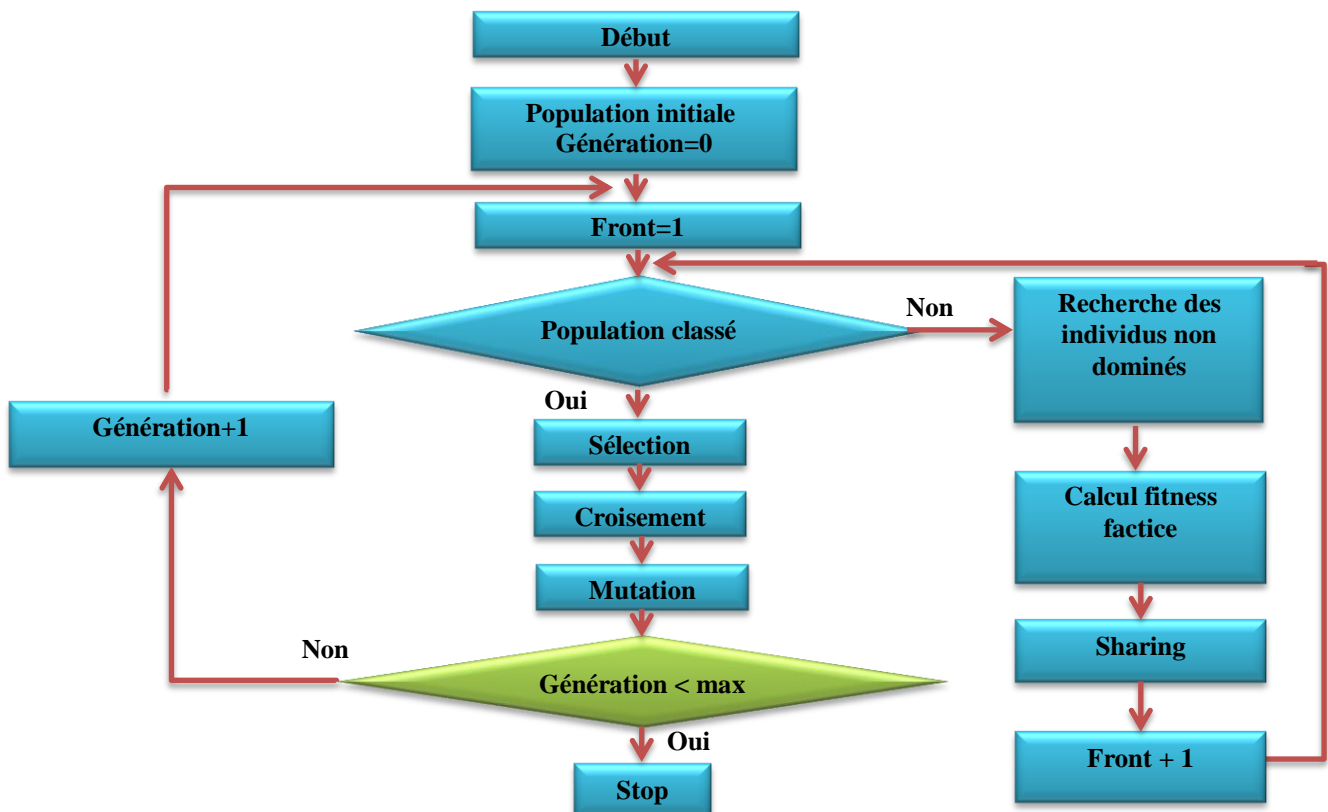 Début
Population initiale
Génération=0
Front=1
Population classé
Non
Recherche des
individus non
dominés
Oui
Génération+1
Sélection
Calcul fitness
factice
Croisement
Mutation
Sharing
Non
Génération < max
Oui
Front + 1
Stop